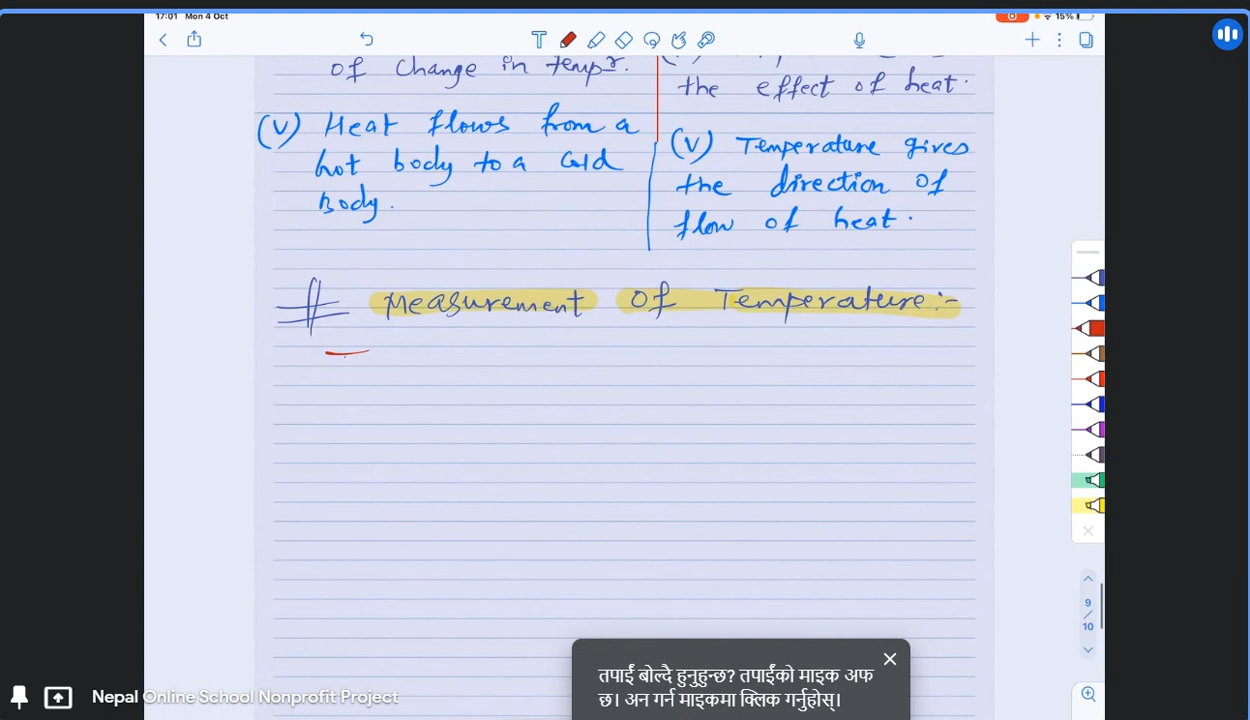 17:01 Mon 4 Oct
15%
of change in tempr.
the effect of heat.
(v) Heat flows from a
hot body to a cold
Body.
(v) Temperature gives
the direction of
flow of heat.
# Measurement Of Temperature:-
9
10
तपाईं बोल्दै हुनुहुन्छ? तपाईंको माइक अफ
छ। अन गर्न माइकमा क्लिक गर्नुहोस्।
Nepal Online School Nonprofit Project